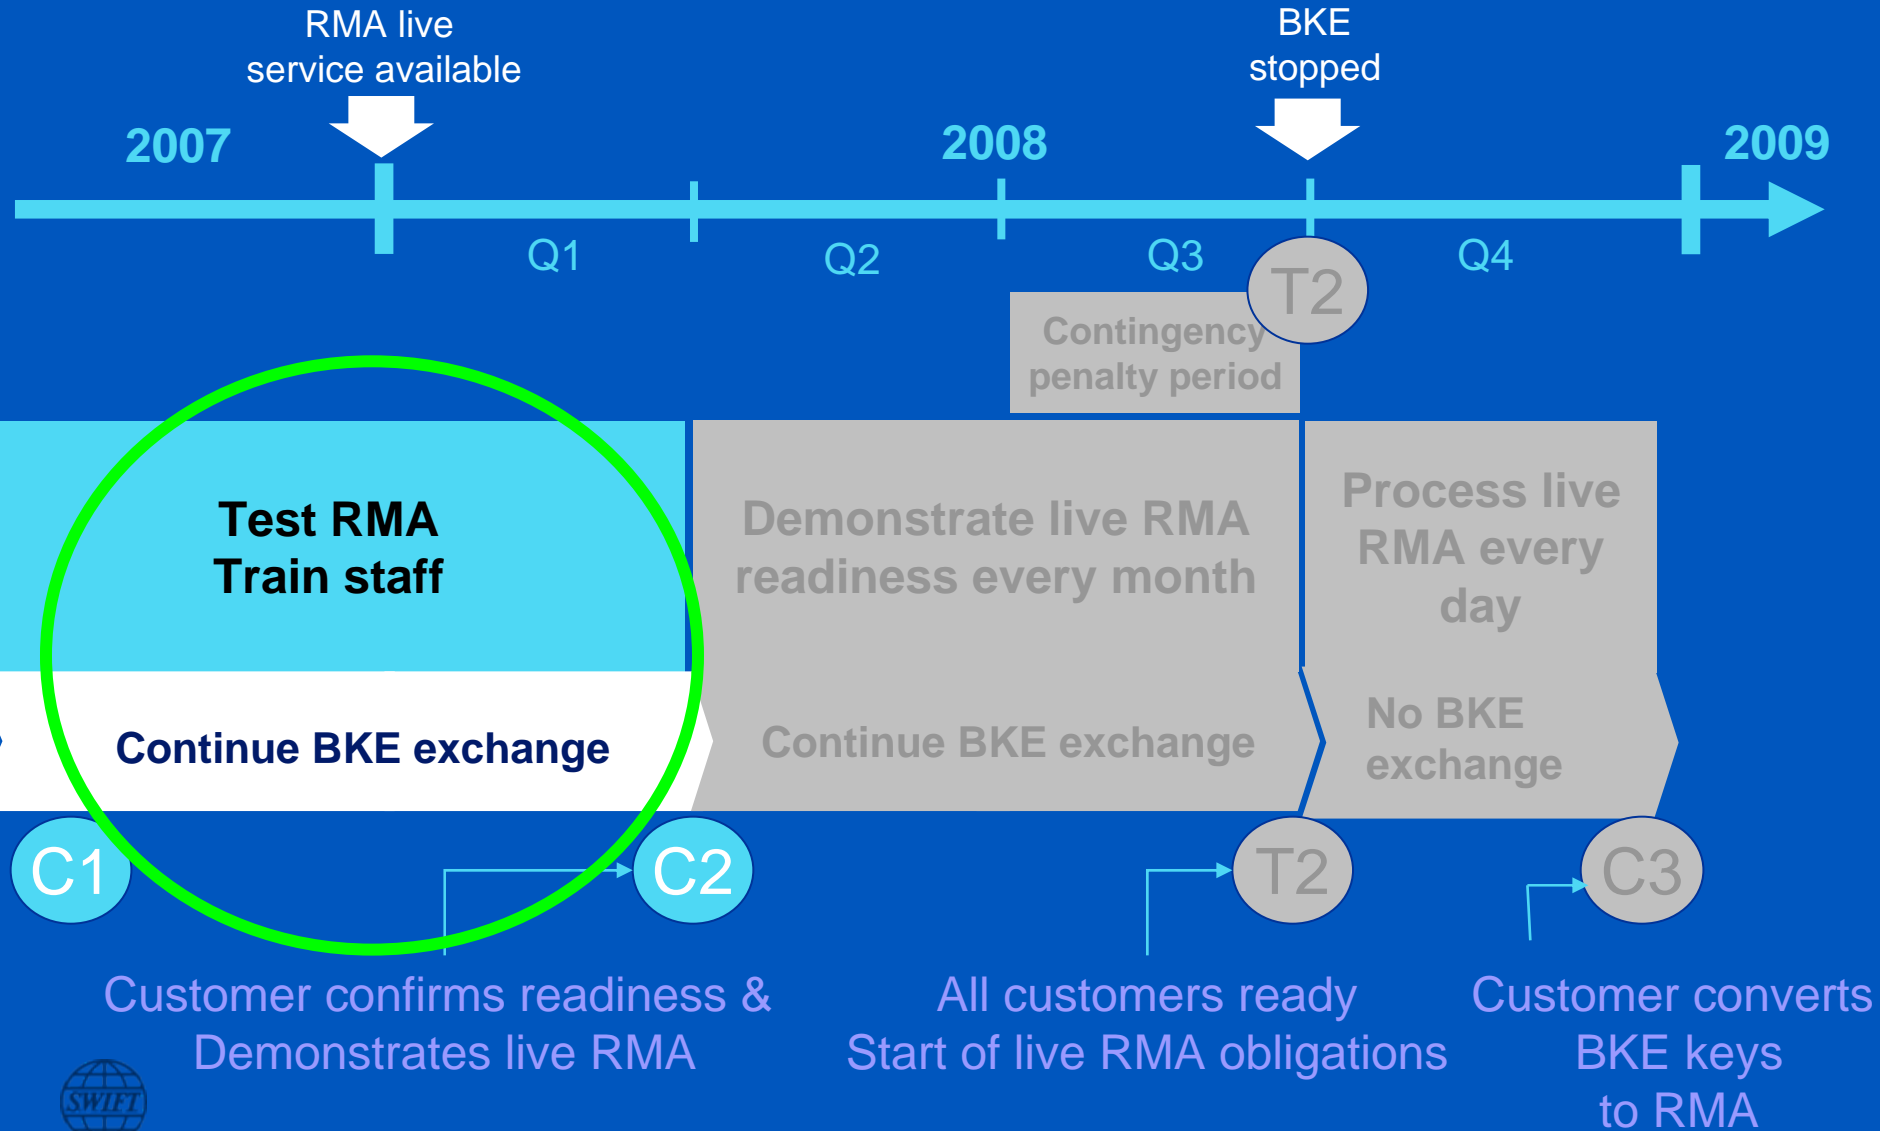 RMA live
service available
BKE
stopped
2007
2008
2009
Q1
Q2
Q3
Q4
T2
Contingency
penalty period
Test RMA
Train staff
Demonstrate live RMA
readiness every month
Process live
RMA every
day
Continue BKE exchange
Continue BKE exchange
No BKE
exchange
C1
C2
T2
C3
Customer confirms readiness &
Demonstrates live RMA
All customers ready
Start of live RMA obligations
Customer converts
BKE keys
to RMA
SWIFT